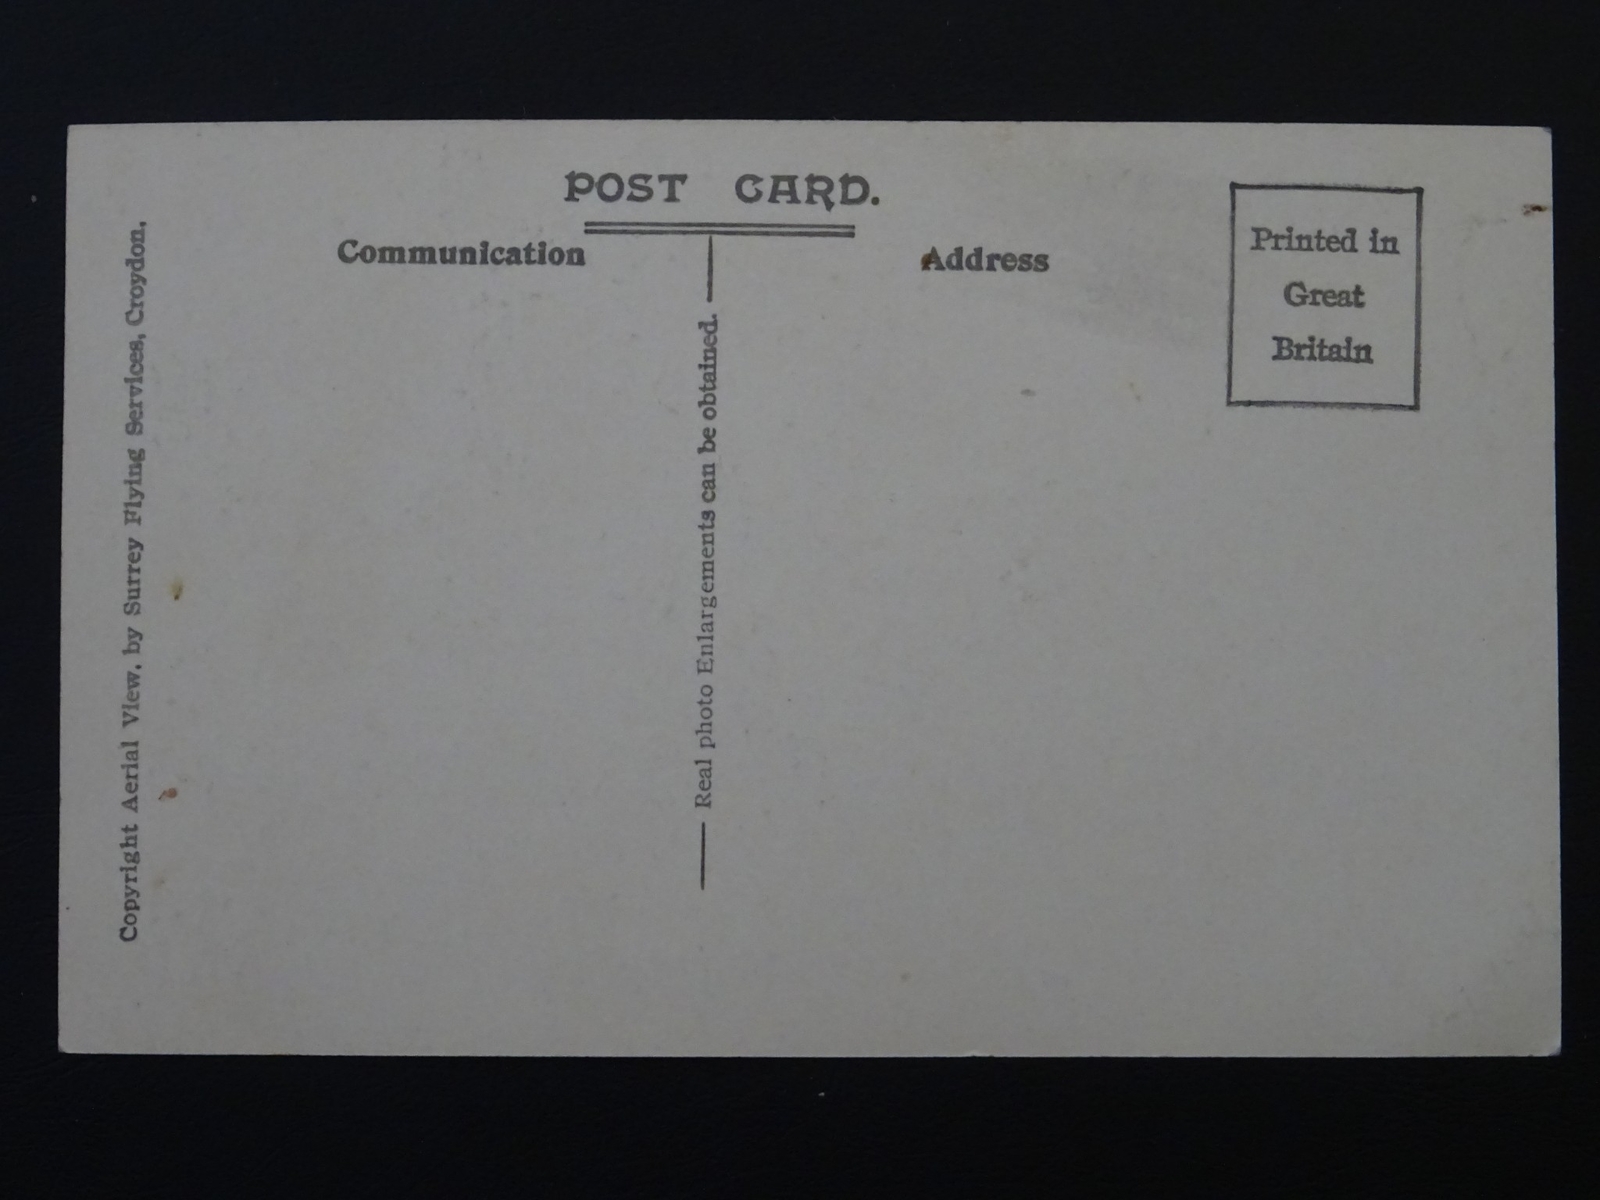 POST CARD.
Communication
Address
Printed in
Great
Britain
Copyright Aerial View, by Surrey Flying Services, Croydon.
Real photo Enlargements can be obtained.